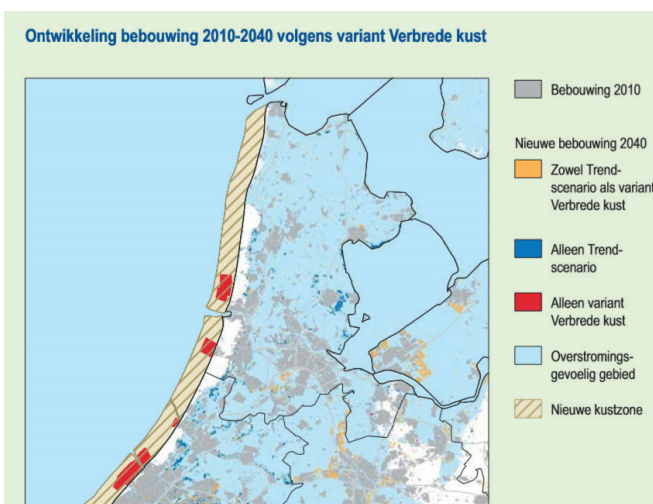 Ontwikkeling bebouwing 2010-2040 volgens variant Verbrede kust
Bebouwing 2010
Nieuwe bebouwing 2040
Zowel Trend-
scenario als variant
Verbrede kust
Alleen Trend-
scenario
Alleen variant
Verbrede kust
Overstromings-
gevoelig gebied
Nieuwe kustzone